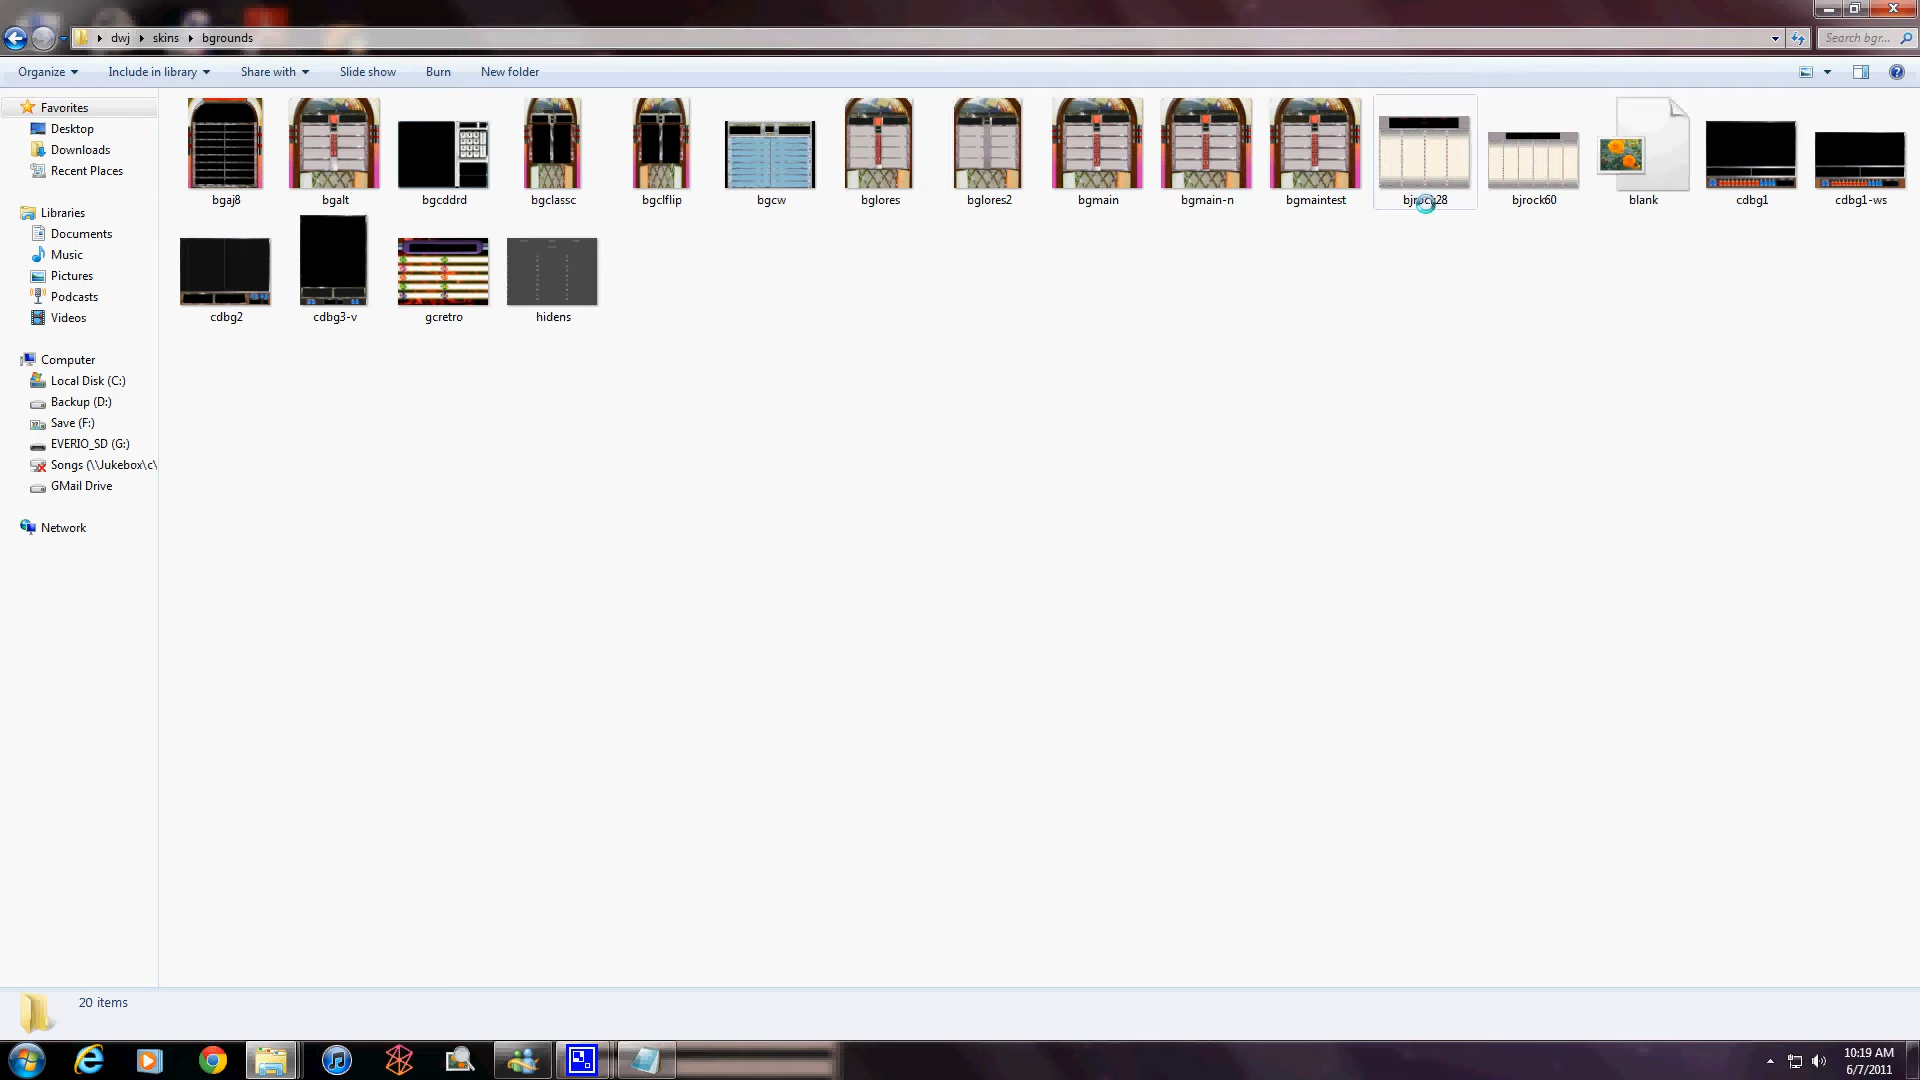 dwj skins bgrounds
Search bgr...
Organize Include in library Share with Slide show Burn New folder
Favorites
Desktop
Downloads
Recent Places
Libraries
Documents
Music
Pictures
Podcasts
Videos
Computer
Local Disk (C:)
Backup (D:)
Save (F:)
EVERIO_SD (G:)
Songs (\\Jukebox\c\
GMail Drive
Network
bgaj8 bgalt bgcddrd bgclassc bgclflip bgcw bglores bglores2 bgmain bgmain-n bgmaintest bjrock28 bjrock60 blank cdbg1 cdbg1-ws
cdbg2 cdbg3-v gcretro hidens
20 items
10:19 AM
6/7/2011